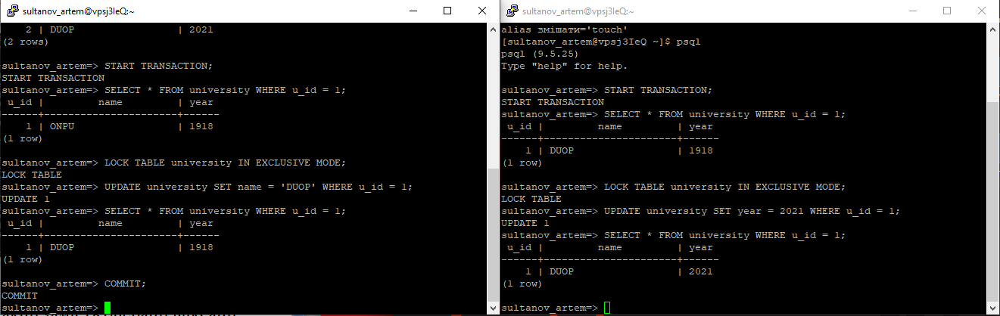 sultanov_artem@vpsj3IeQ:~
    2 | DUOP                 | 2021
(2 rows)
sultanov_artem=> START TRANSACTION;
START TRANSACTION
sultanov_artem=> SELECT * FROM university WHERE u_id = 1;
 u_id |         name         | year
------+----------------------+------
    1 | ONPU                 | 1918
(1 row)
sultanov_artem=> LOCK TABLE university IN EXCLUSIVE MODE;
LOCK TABLE
sultanov_artem=> UPDATE university SET name = 'DUOP' WHERE u_id = 1;
UPDATE 1
sultanov_artem=> SELECT * FROM university WHERE u_id = 1;
 u_id |         name         | year
------+----------------------+------
    1 | DUOP                 | 1918
(1 row)
sultanov_artem=> COMMIT;
COMMIT
sultanov_artem=>
sultanov_artem@vpsj3IeQ:~
alias змішати='touch'
[sultanov_artem@vpsj3IeQ ~]$ psql
psql (9.5.25)
Type "help" for help.
sultanov_artem=> START TRANSACTION;
START TRANSACTION
sultanov_artem=> SELECT * FROM university WHERE u_id = 1;
 u_id |         name         | year
------+----------------------+------
    1 | DUOP                 | 1918
(1 row)
sultanov_artem=> LOCK TABLE university IN EXCLUSIVE MODE;
LOCK TABLE
sultanov_artem=> UPDATE university SET year = 2021 WHERE u_id = 1;
UPDATE 1
sultanov_artem=> SELECT * FROM university WHERE u_id = 1;
 u_id |         name         | year
------+----------------------+------
    1 | DUOP                 | 2021
(1 row)
sultanov_artem=>